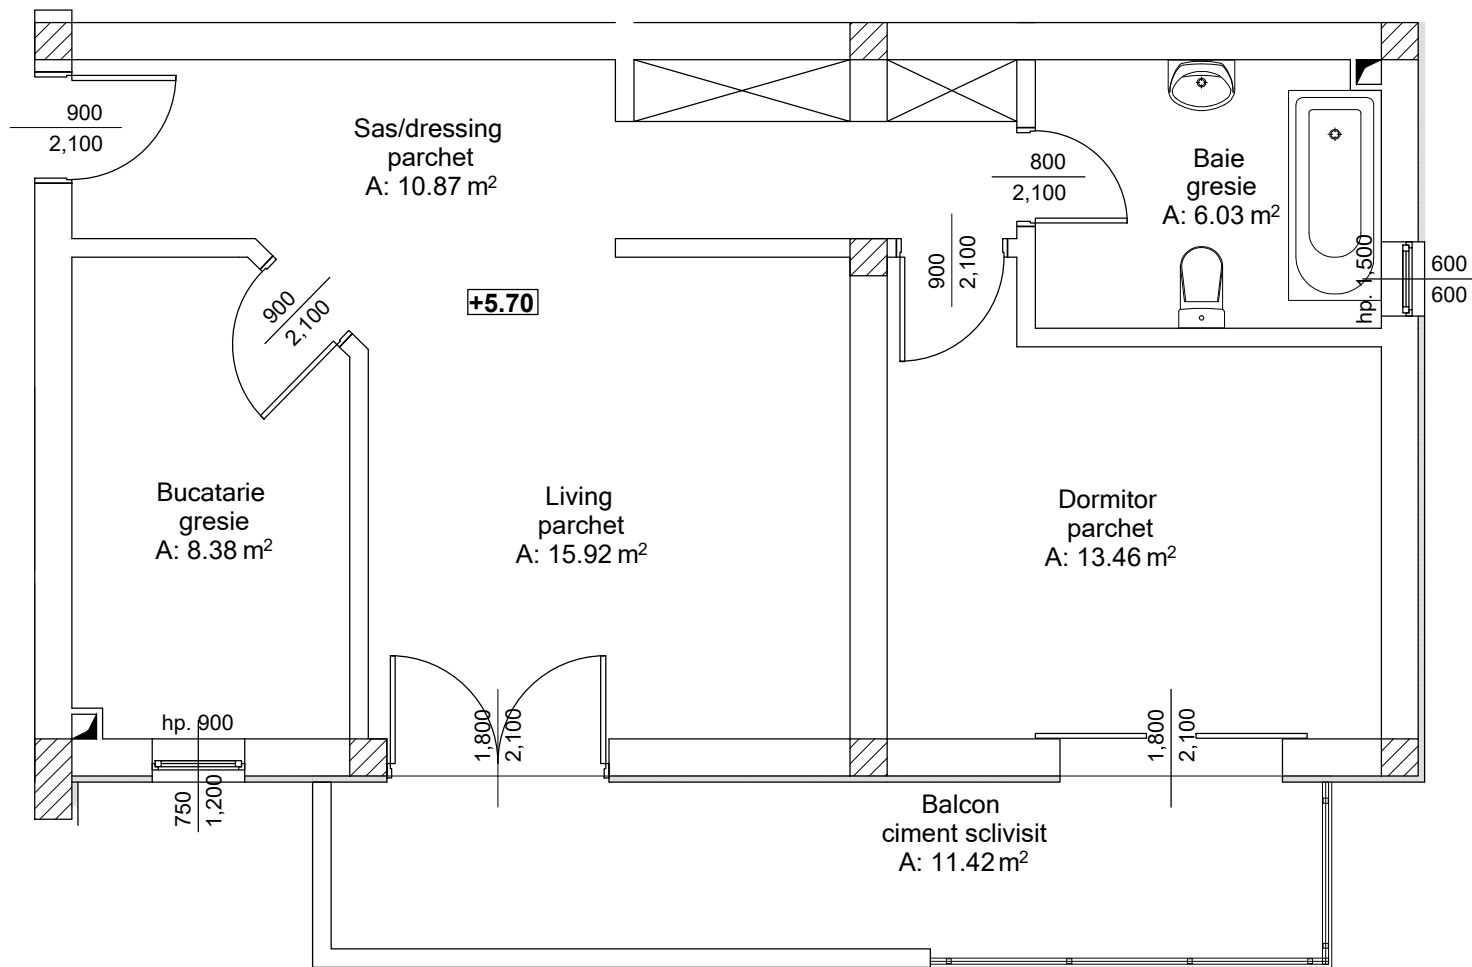 900
2,100
Sas/dressing
parchet
A: 10.87 m²
800
2,100
Baie
gresie
A: 6.03 m²
900
2,100
hp. 1,500
600
600
900
2,100
+5.70
Bucatarie
gresie
A: 8.38 m²
Living
parchet
A: 15.92 m²
Dormitor
parchet
A: 13.46 m²
hp. 900
750
1,200
1,800
2,100
1,800
2,100
Balcon
ciment sclivisit
A: 11.42 m²